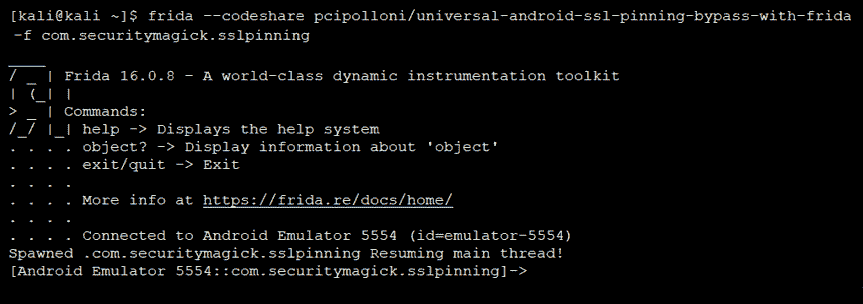 [kali@kali ~]$ frida --codeshare pcipolloni/universal-android-ssl-pinning-bypass-with-frida
-f com.securitymagick.sslpinning
____
/ _ | Frida 16.0.8 - A world-class dynamic instrumentation toolkit
| (_| |
> _ | Commands:
/_/ |_| help -> Displays the help system
. . . . object? -> Display information about 'object'
. . . . exit/quit -> Exit
. . . .
. . . . More info at https://frida.re/docs/home/
. . . .
. . . . Connected to Android Emulator 5554 (id=emulator-5554)
Spawned .com.securitymagick.sslpinning Resuming main thread!
[Android Emulator 5554::com.securitymagick.sslpinning]->